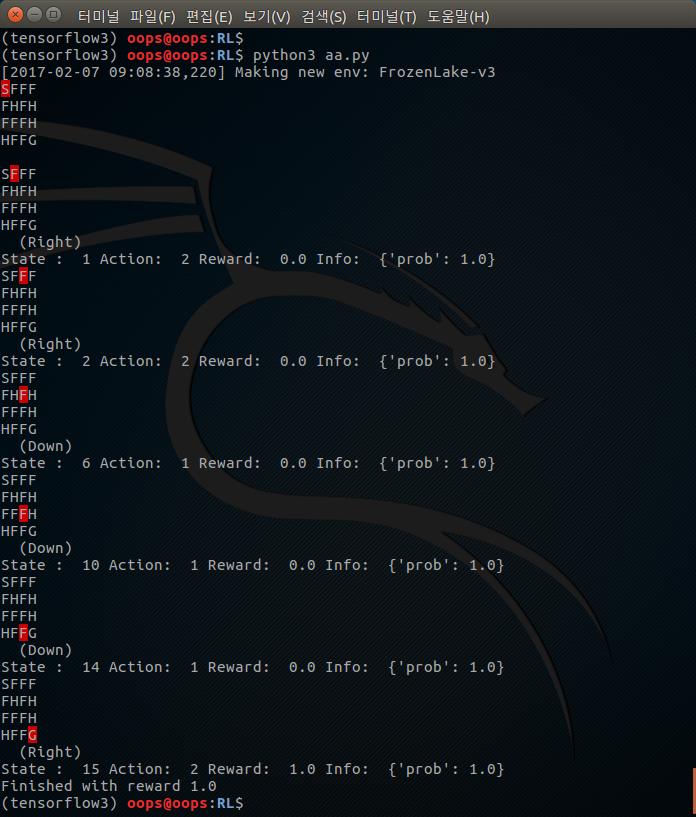 터미널 파일(F) 편집(E) 보기(V) 검색(S) 터미널(T) 도움말(H)
(tensorflow3) oops@oops:RL$
(tensorflow3) oops@oops:RL$ python3 aa.py
[2017-02-07 09:08:38,220] Making new env: FrozenLake-v3
SFFF
FHFH
FFFH
HFFG
SFFF
FHFH
FFFH
HFFG
(Right)
State :  1 Action:  2 Reward:  0.0 Info:  {'prob': 1.0}
SFFF
FHFH
FFFH
HFFG
(Right)
State :  2 Action:  2 Reward:  0.0 Info:  {'prob': 1.0}
SFFF
FHFH
FFFH
HFFG
(Down)
State :  6 Action:  1 Reward:  0.0 Info:  {'prob': 1.0}
SFFF
FHFH
FFFH
HFFG
(Down)
State :  10 Action:  1 Reward:  0.0 Info:  {'prob': 1.0}
SFFF
FHFH
FFFH
HFFG
(Down)
State :  14 Action:  1 Reward:  0.0 Info:  {'prob': 1.0}
SFFF
FHFH
FFFH
HFFG
(Right)
State :  15 Action:  2 Reward:  1.0 Info:  {'prob': 1.0}
Finished with reward 1.0
(tensorflow3) oops@oops:RL$